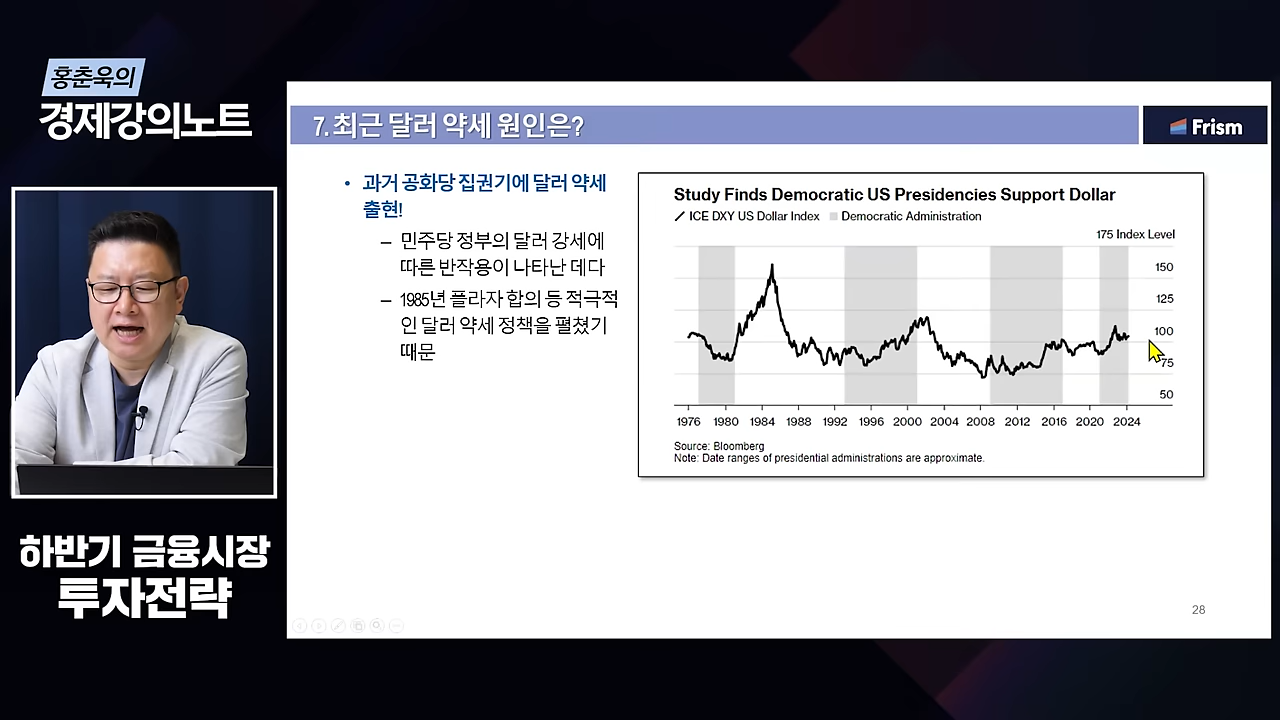 홍춘욱의
경제강의노트
하반기 금융시장
투자전략
7. 최근 달러 약세 원인은?
Frism
• 과거 공화당 집권기에 달러 약세
출현!
– 민주당 정부의 달러 강세에
따른 반작용이 나타난 데다
– 1985년 플라자 합의 등 적극적
인 달러 약세 정책을 펼쳤기
때문
Study Finds Democratic US Presidencies Support Dollar
ICE DXY US Dollar Index Democratic Administration
175 Index Level
150
125
100
75
50
1976 1980 1984 1988 1992 1996 2000 2004 2008 2012 2016 2020 2024
Source: Bloomberg
Note: Date ranges of presidential administrations are approximate.
28